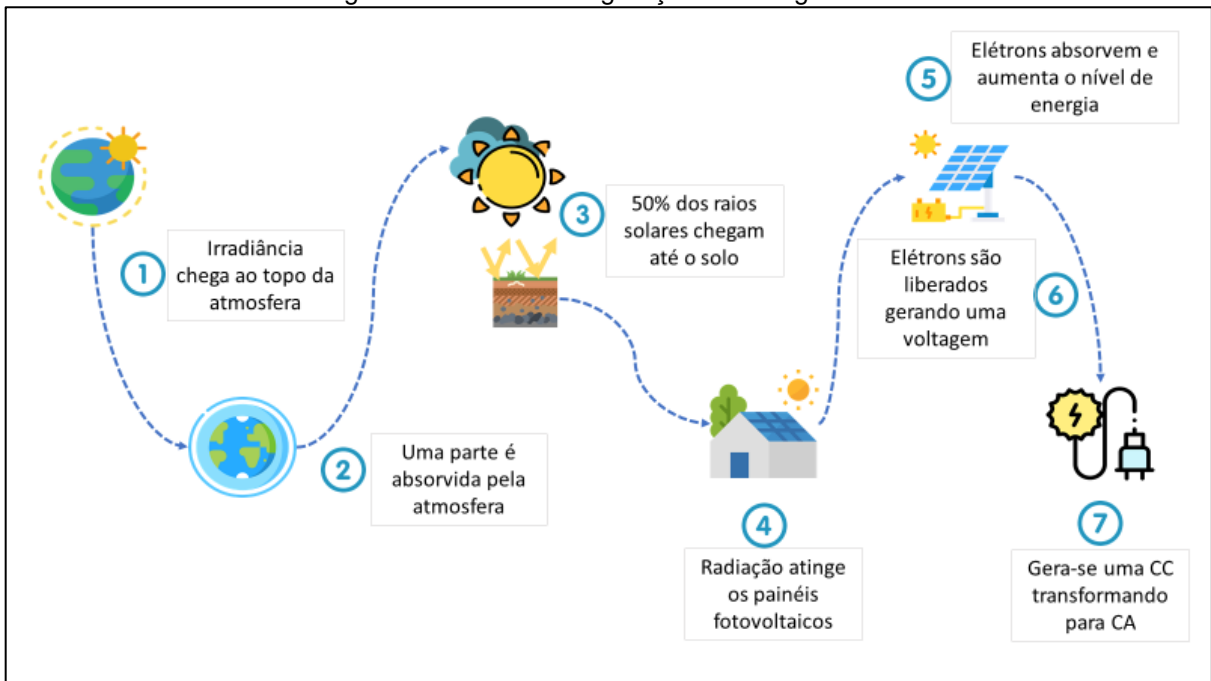 1
Irradiância
chega ao topo da
atmosfera
2
Uma parte é
absorvida pela
atmosfera
3
50% dos raios
solares chegam
até o solo
4
Radiação atinge
os painéis
fotovoltaicos
5
Elétrons absorvem e
aumenta o nível de
energia
6
Elétrons são
liberados
gerando uma
voltagem
7
Gera-se uma CC
transformando
para CA